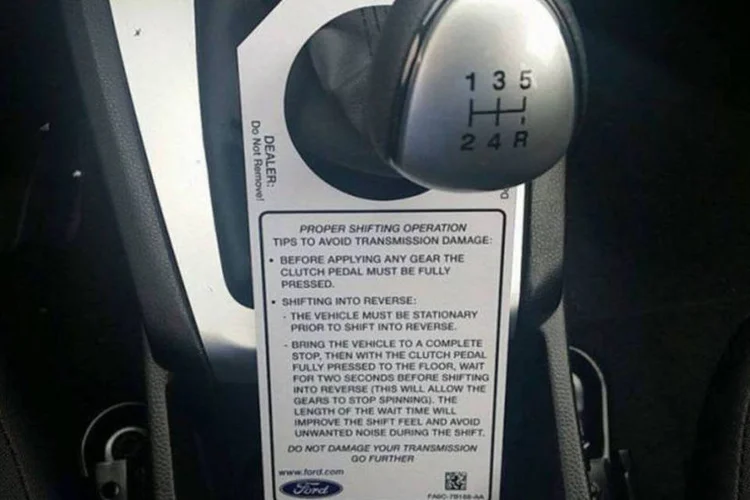 1 3 5
2 4 R
DEALER:
Do Not Remove!
PROPER SHIFTING OPERATION
TIPS TO AVOID TRANSMISSION DAMAGE:
• BEFORE APPLYING ANY GEAR THE
CLUTCH PEDAL MUST BE FULLY
PRESSED.
• SHIFTING INTO REVERSE:
- THE VEHICLE MUST BE STATIONARY
PRIOR TO SHIFT INTO REVERSE.
- BRING THE VEHICLE TO A COMPLETE
STOP, THEN WITH THE CLUTCH PEDAL
FULLY PRESSED TO THE FLOOR, WAIT
FOR TWO SECONDS BEFORE SHIFTING
INTO REVERSE (THIS WILL ALLOW THE
GEARS TO STOP SPINNING). THE
LENGTH OF THE WAIT TIME WILL
IMPROVE THE SHIFT FEEL AND AVOID
UNWANTED NOISE DURING THE SHIFT.
DO NOT DAMAGE YOUR TRANSMISSION
GO FURTHER
www.ford.com
Ford